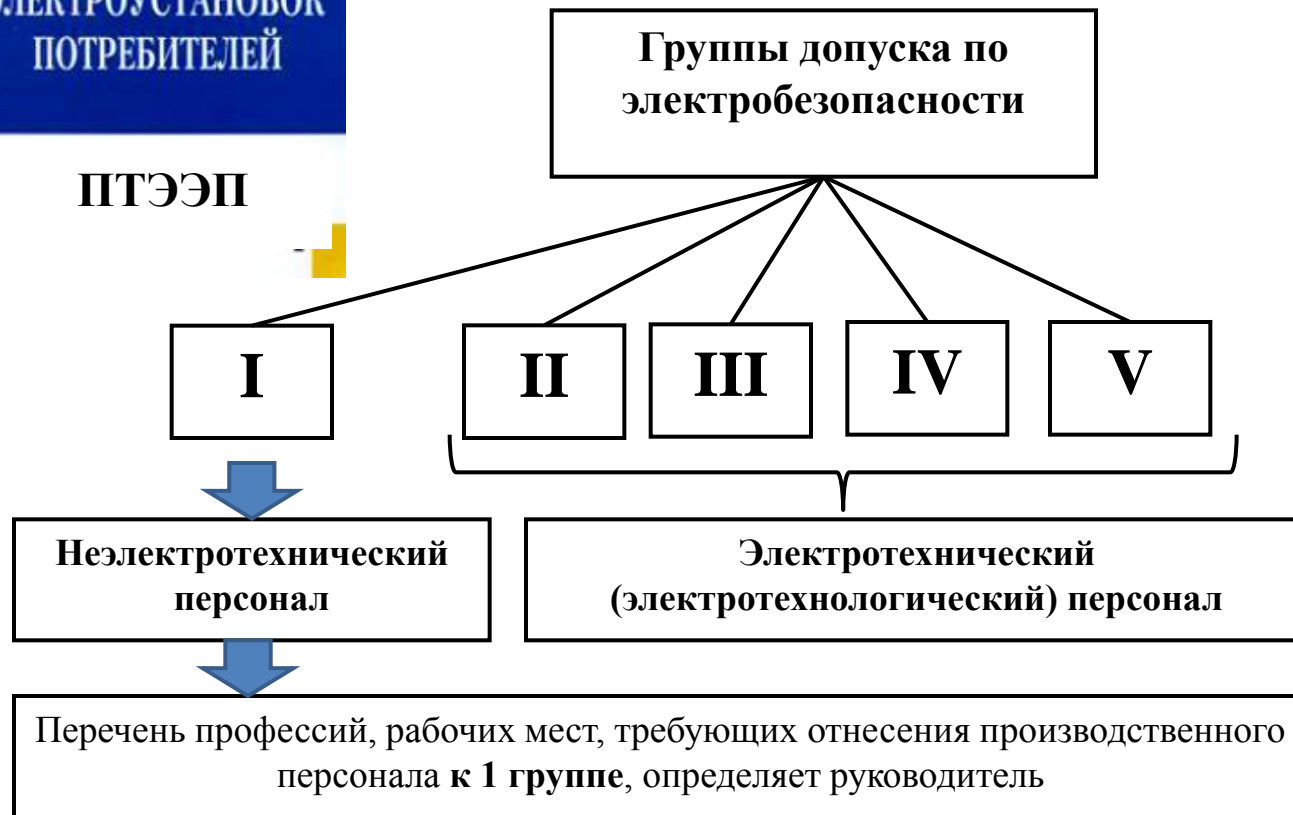 ЭЛЕКТРОУСТАНОВОК
ПОТРЕБИТЕЛЕЙ
ПТЭЭП
Группы допуска по
электробезопасности
I
II
III
IV
V
Неэлектротехнический
персонал
Электротехнический
(электротехнологический) персонал
Перечень профессий, рабочих мест, требующих отнесения производственного
персонала к 1 группе, определяет руководитель